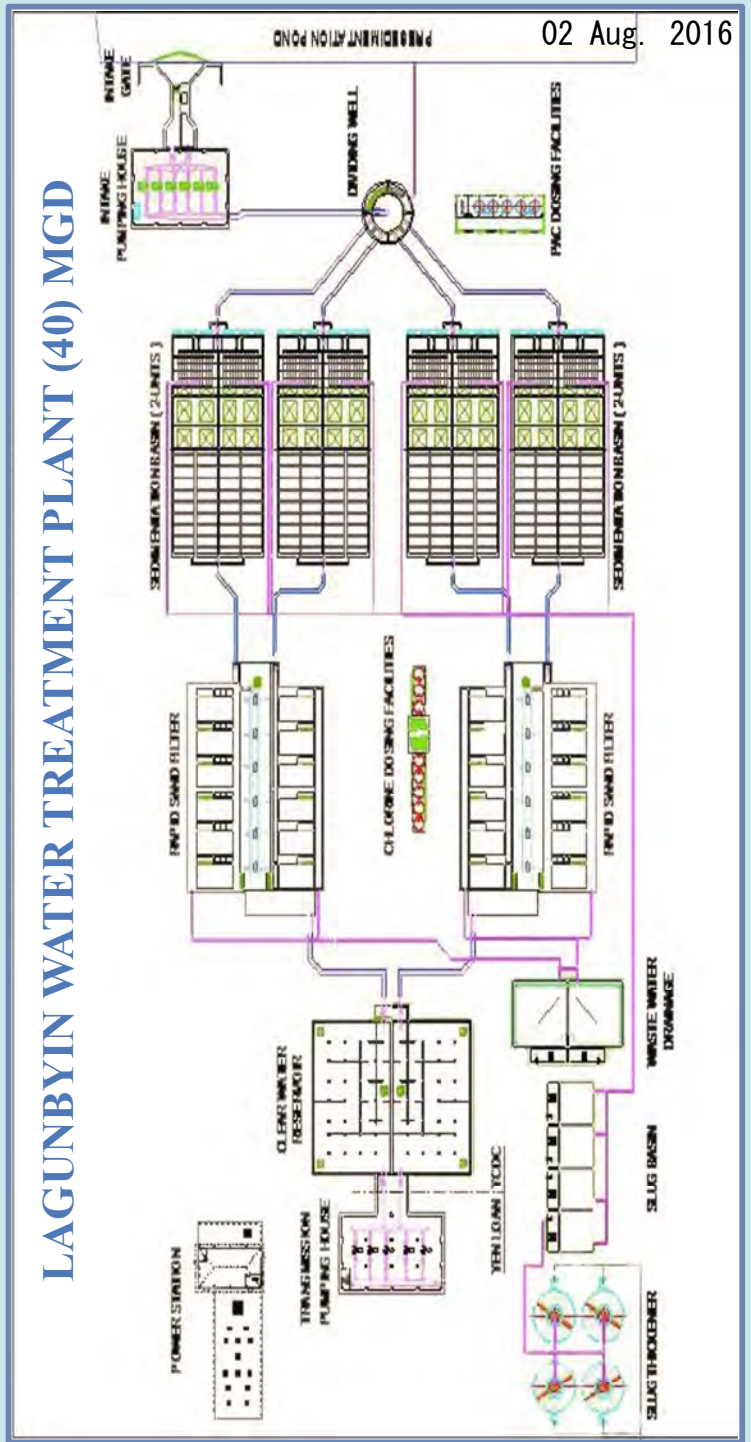 02 Aug. 2016
LAGUNBYIN WATER TREATMENT PLANT (40) MGD
PRESEDIMENTATION POND
INTAKE
GATE
INTAKE
PUMPING HOUSE
DIVIDING WELL
PAC DOSING FACILITIES
SEDIMENTATION BASIN ( 2-UNITS )
SEDIMENTATION BASIN ( 2-UNITS )
RAPID SAND FILTER
CHLORINE DOSING FACILITIES
RAPID SAND FILTER
CLEAR WATER
RESERVOIR
WASTE WATER
DRAINAGE
YEN LOAN
YCDC
TRANSMISSION
PUMPING HOUSE
SLUG BASIN
POWER STATION
SLUG THICKENER